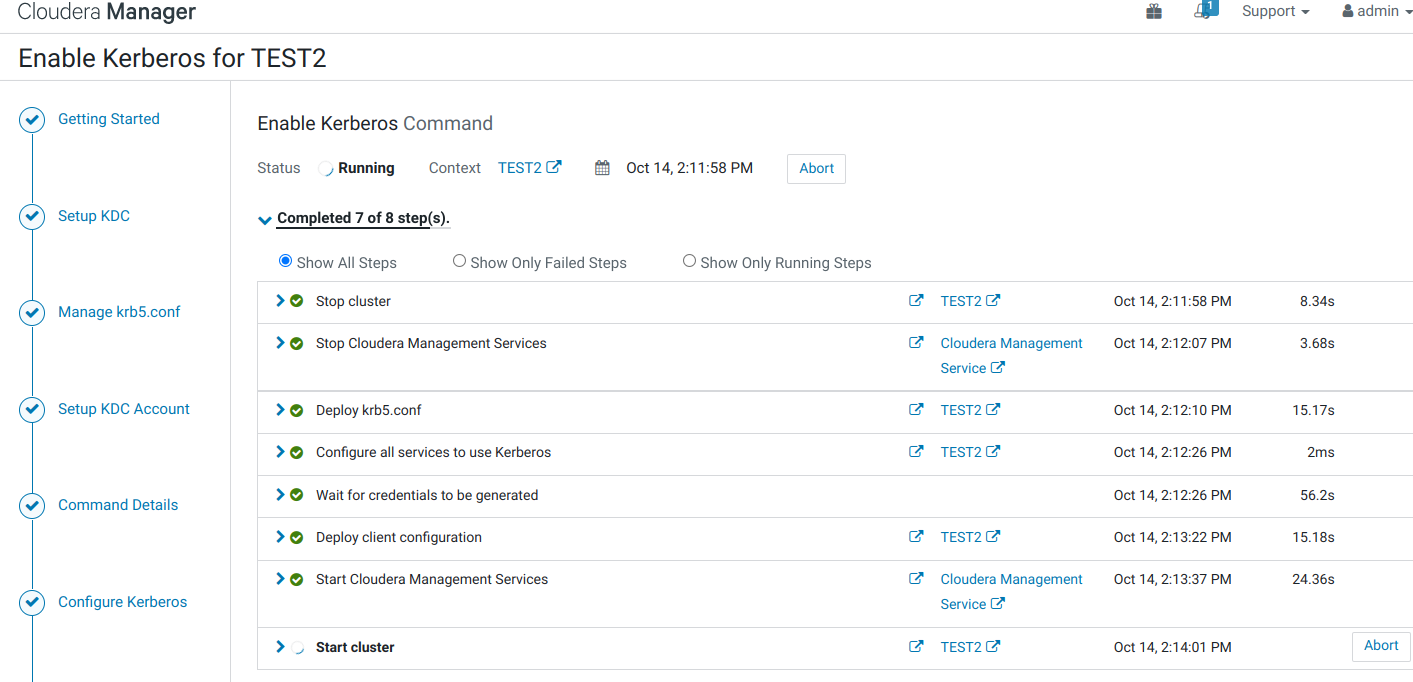 Cloudera Manager
1
Support
admin
Enable Kerberos for TEST2
Getting Started
Setup KDC
Manage krb5.conf
Setup KDC Account
Command Details
Configure Kerberos
Enable Kerberos Command
Status Running Context TEST2 Oct 14, 2:11:58 PM Abort
Completed 7 of 8 step(s).
Show All Steps Show Only Failed Steps Show Only Running Steps
Stop cluster TEST2 Oct 14, 2:11:58 PM 8.34s
Stop Cloudera Management Services Cloudera Management Oct 14, 2:12:07 PM 3.68s
Service
Deploy krb5.conf TEST2 Oct 14, 2:12:10 PM 15.17s
Configure all services to use Kerberos TEST2 Oct 14, 2:12:26 PM 2ms
Wait for credentials to be generated Oct 14, 2:12:26 PM 56.2s
Deploy client configuration TEST2 Oct 14, 2:13:22 PM 15.18s
Start Cloudera Management Services Cloudera Management Oct 14, 2:13:37 PM 24.36s
Service
Start cluster TEST2 Oct 14, 2:14:01 PM Abort